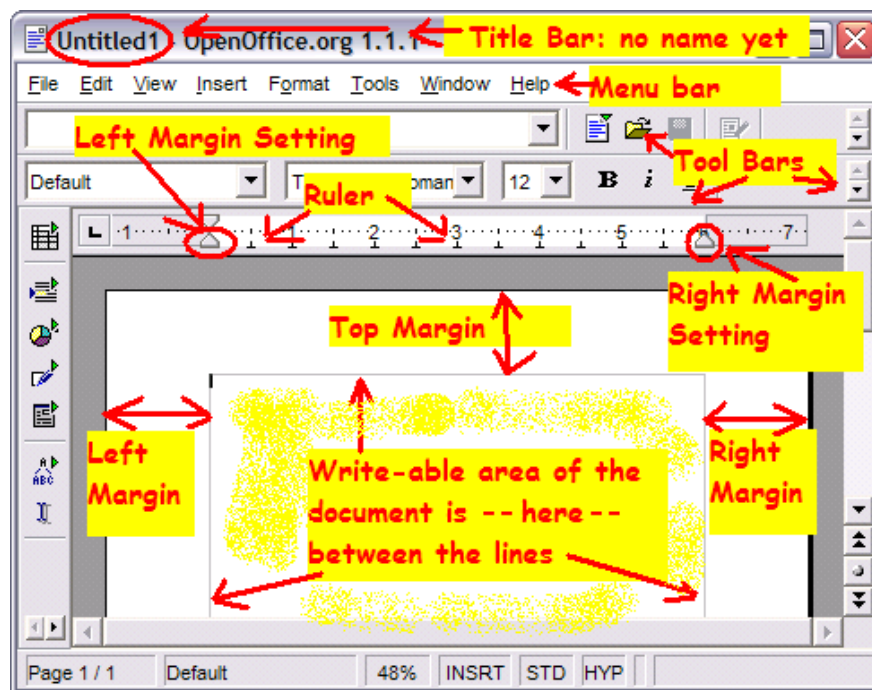 Untitled1 - OpenOffice.org 1.1.1 Title Bar: no name yet
File Edit View Insert Format Tools Window Help Menu bar
Left Margin Setting
Tool Bars
Default 12 B i
Ruler
1 1 2 3 4 5 6 7
Right Margin
Setting
Top Margin
Left
Margin
Right
Margin
Write-able area of the
document is -- here --
between the lines
Page 1 / 1 Default 48% INSRT STD HYP